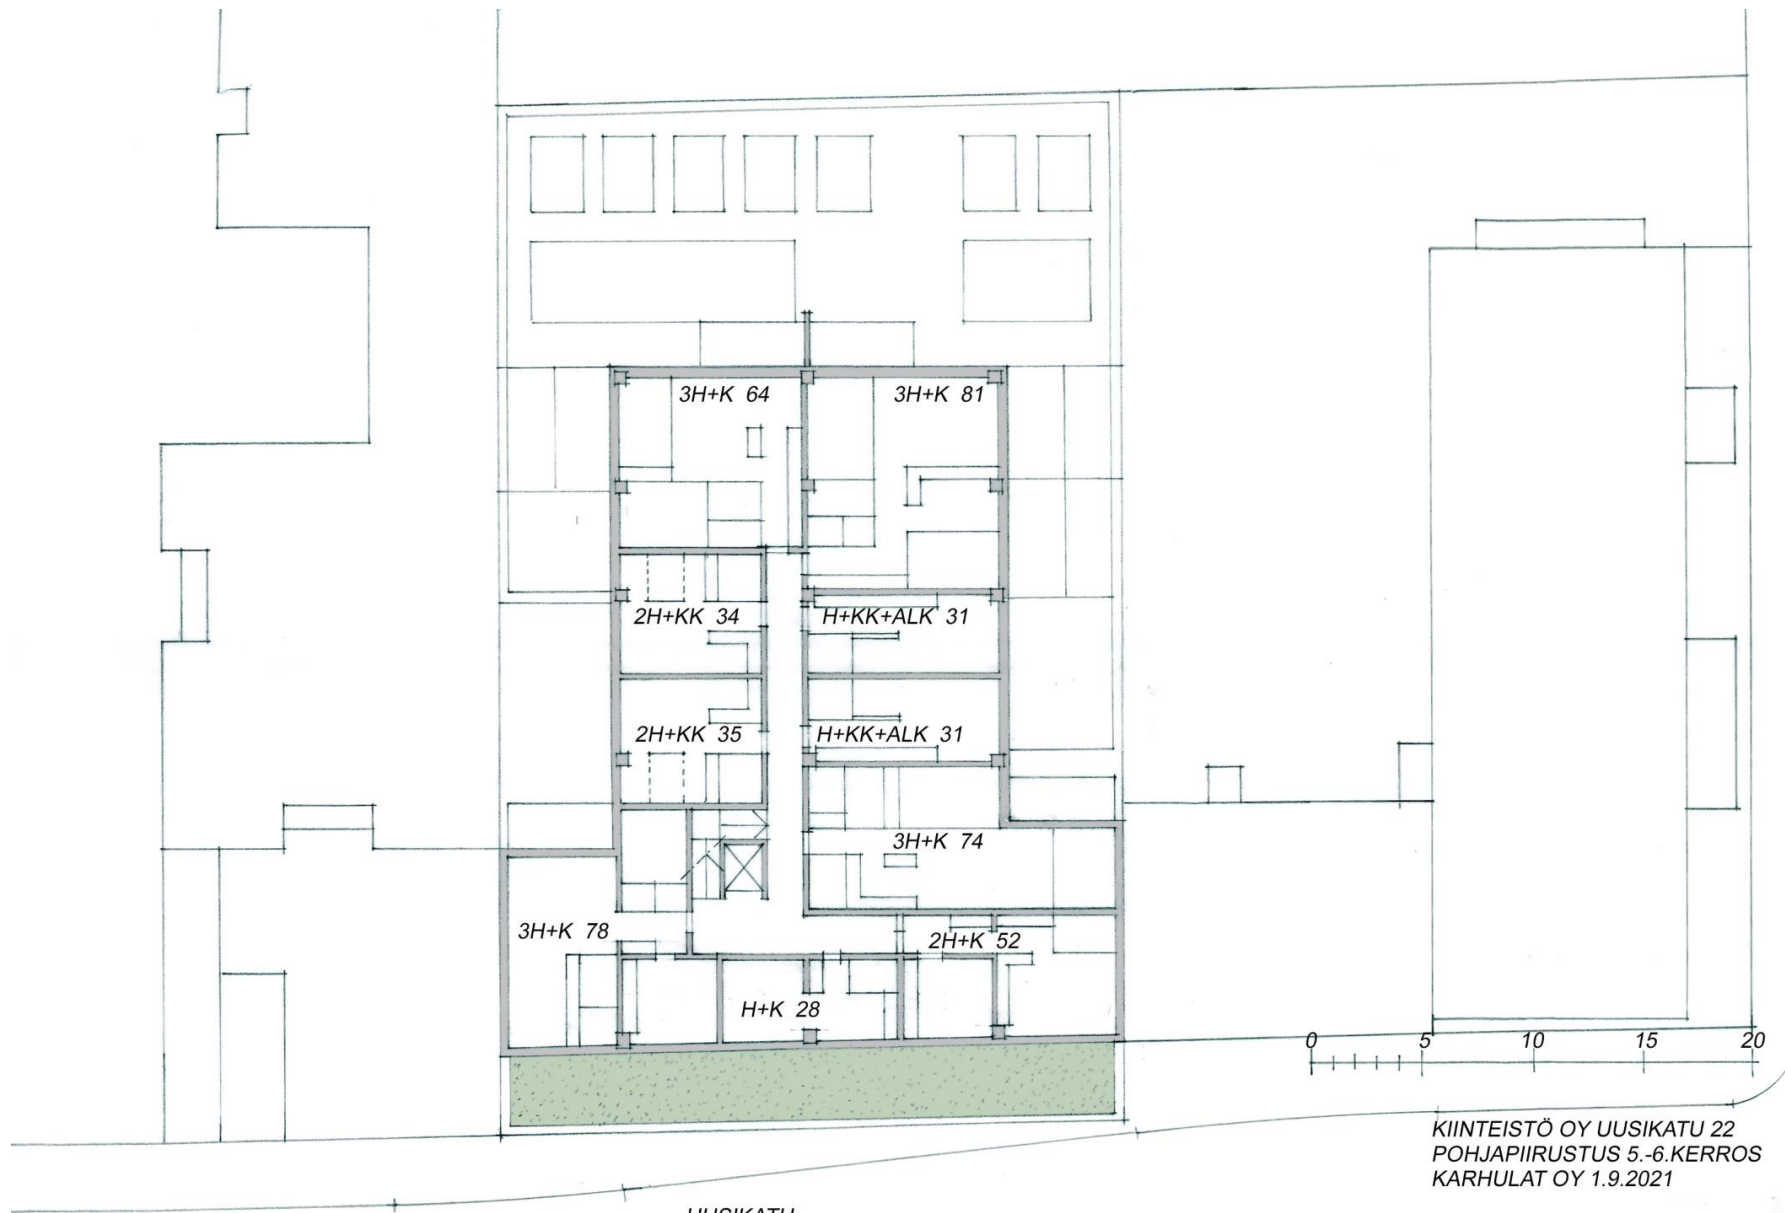 3H+K 64
3H+K 81
2H+KK 34
H+KK+ALK 31
2H+KK 35
H+KK+ALK 31
3H+K 74
3H+K 78
2H+K 52
H+K 28
0 5 10 15 20
KIINTEISTÖ OY UUSIKATU 22
POHJAPIIRUSTUS 5.-6.KERROS
KARHULAT OY 1.9.2021
UUSIKATU